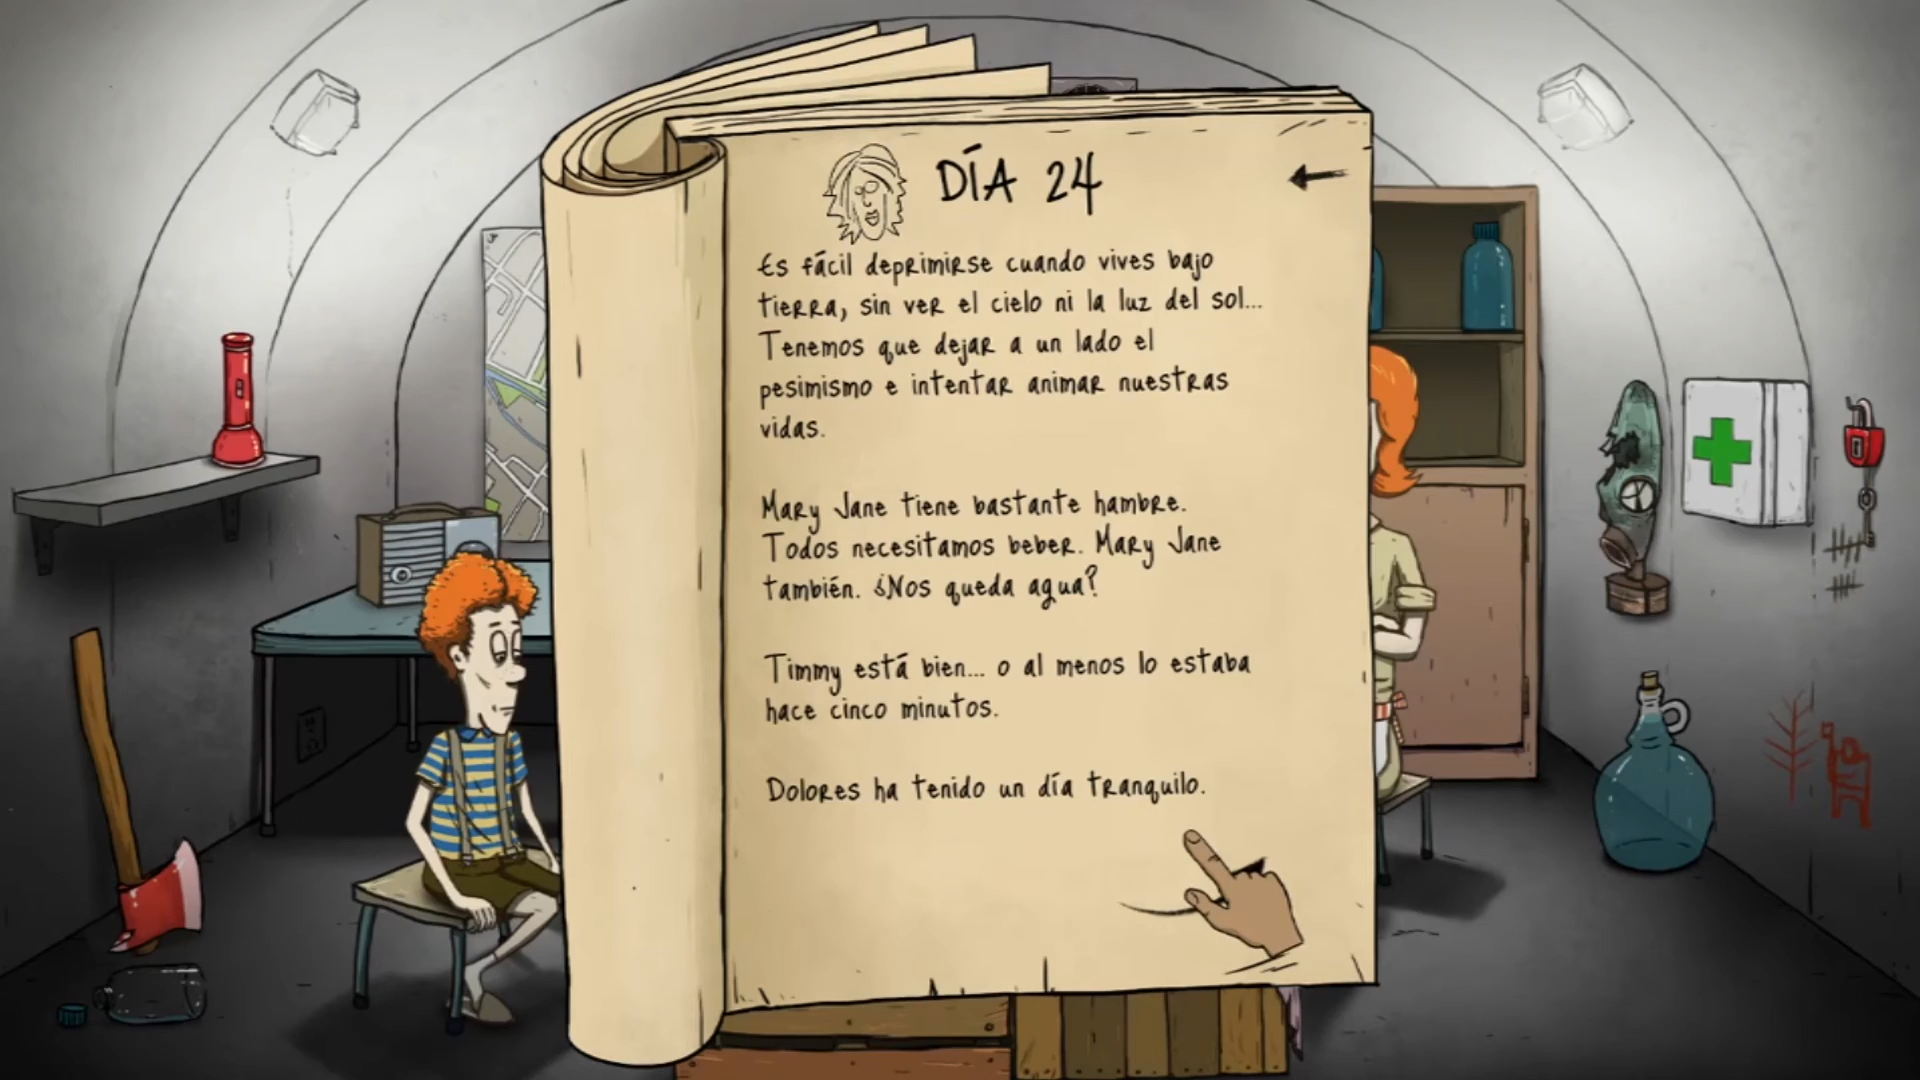 DÍA 24
Es fácil deprimirse cuando vives bajo
tierra, sin ver el cielo ni la luz del sol...
Tenemos que dejar a un lado el
pesimismo e intentar animar nuestras
vidas.
Mary Jane tiene bastante hambre.
Todos necesitamos beber. Mary Jane
también. ¿Nos queda agua?
Timmy está bien... o al menos lo estaba
hace cinco minutos.
Dolores ha tenido un día tranquilo.